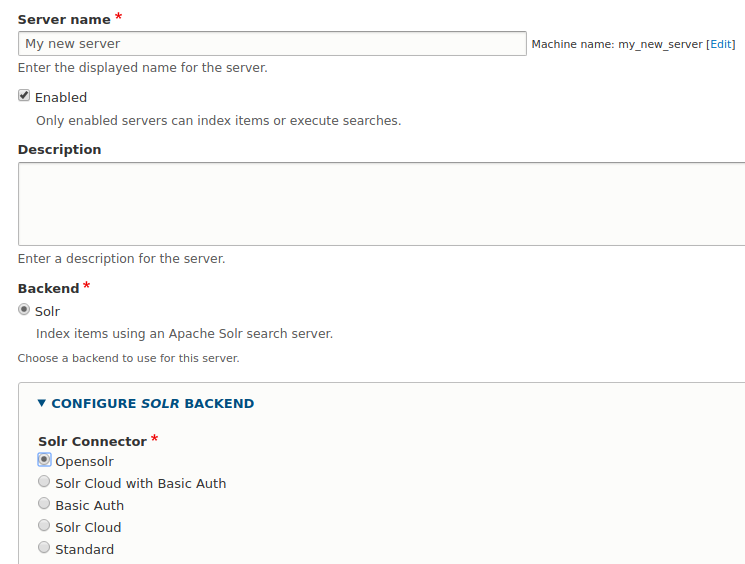 Server name *
My new server Machine name: my_new_server [Edit]
Enter the displayed name for the server.
Enabled
Only enabled servers can index items or execute searches.
Description
Enter a description for the server.
Backend *
Solr
Index items using an Apache Solr search server.
Choose a backend to use for this server.
CONFIGURE SOLR BACKEND
Solr Connector *
Opensolr
Solr Cloud with Basic Auth
Basic Auth
Solr Cloud
Standard